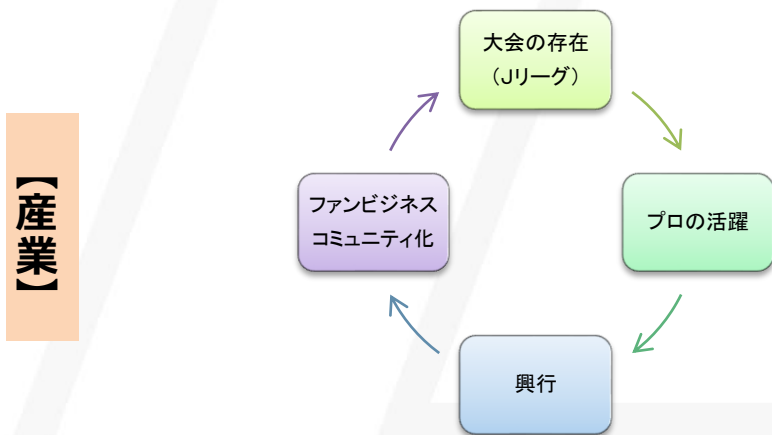 【産業】
大会の存在
（Jリーグ）
プロの活躍
興行
ファンビジネス
コミュニティ化